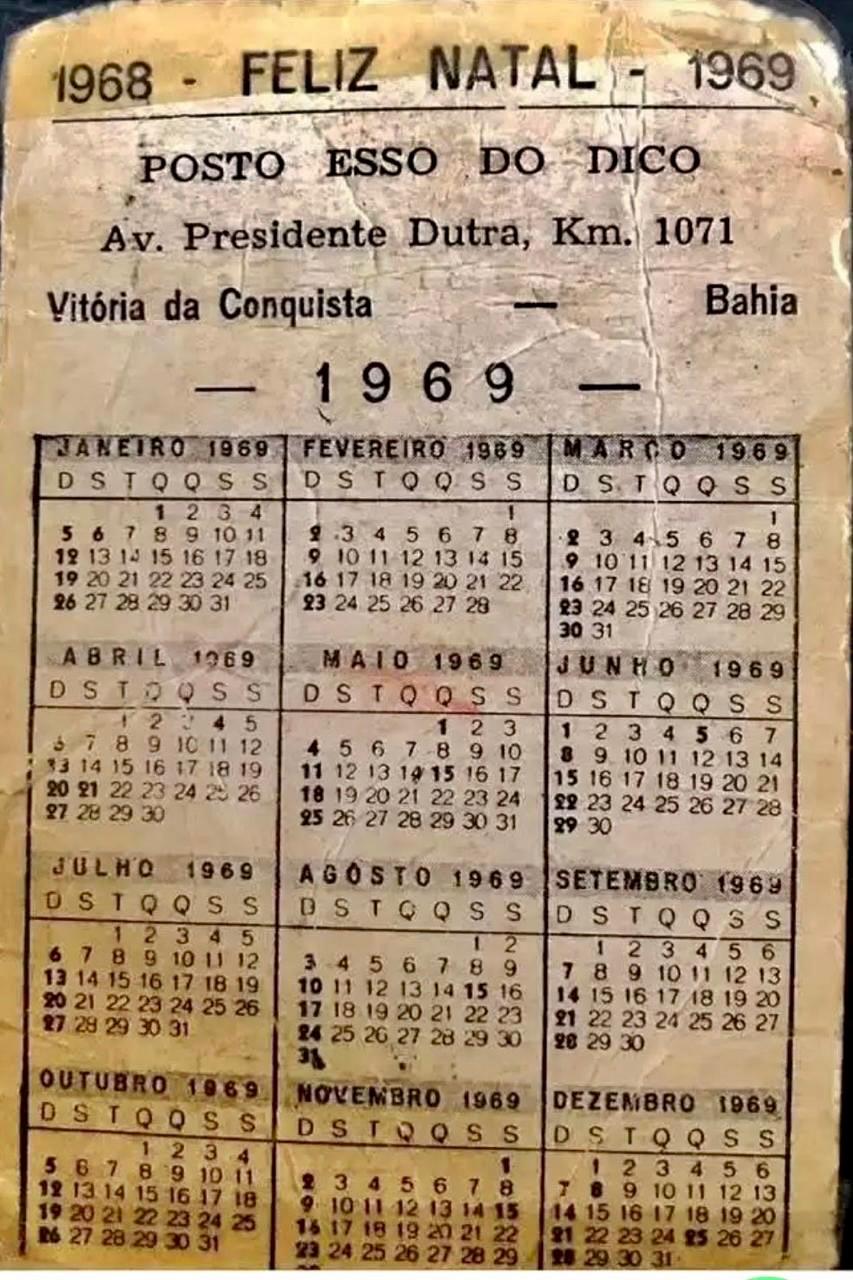 1968 - FELIZ NATAL - 1969
POSTO ESSO DO DICO
Av. Presidente Dutra, Km. 1071
Vitória da Conquista — Bahia
— 1969 —
JANEIRO 1969
D S T Q Q S S
1 2 3 4
5 6 7 8 9 10 11
12 13 14 15 16 17 18
19 20 21 22 23 24 25
26 27 28 29 30 31
FEVEREIRO 1969
D S T Q Q S S
1
2 3 4 5 6 7 8
9 10 11 12 13 14 15
16 17 18 19 20 21 22
23 24 25 26 27 28
MARÇO 1969
D S T Q Q S S
1
2 3 4 5 6 7 8
9 10 11 12 13 14 15
16 17 18 19 20 21 22
23 24 25 26 27 28 29
30 31
ABRIL 1969
D S T Q Q S S
1 2 3 4 5
6 7 8 9 10 11 12
13 14 15 16 17 18 19
20 21 22 23 24 25 26
27 28 29 30
MAIO 1969
D S T Q Q S S
1 2 3
4 5 6 7 8 9 10
11 12 13 14 15 16 17
18 19 20 21 22 23 24
25 26 27 28 29 30 31
JUNHO 1969
D S T Q Q S S
1 2 3 4 5 6 7
8 9 10 11 12 13 14
15 16 17 18 19 20 21
22 23 24 25 26 27 28
29 30
JULHO 1969
D S T Q Q S S
1 2 3 4 5
6 7 8 9 10 11 12
13 14 15 16 17 18 19
20 21 22 23 24 25 26
27 28 29 30 31
AGÔSTO 1969
D S T Q Q S S
1 2
3 4 5 6 7 8 9
10 11 12 13 14 15 16
17 18 19 20 21 22 23
24 25 26 27 28 29 30
31
SETEMBRO 1969
D S T Q Q S S
1 2 3 4 5 6
7 8 9 10 11 12 13
14 15 16 17 18 19 20
21 22 23 24 25 26 27
28 29 30
OUTUBRO 1969
D S T Q Q S S
1 2 3 4
5 6 7 8 9 10 11
12 13 14 15 16 17 18
19 20 21 22 23 24 25
26 27 28 29 30 31
NOVEMBRO 1969
D S T Q Q S S
1
2 3 4 5 6 7 8
9 10 11 12 13 14 15
16 17 18 19 20 21 22
23 24 25 26 27 28 29
DEZEMBRO 1969
D S T Q Q S S
1 2 3 4 5 6
7 8 9 10 11 12 13
14 15 16 17 18 19 20
21 22 23 24 25 26 27
28 29 30 31